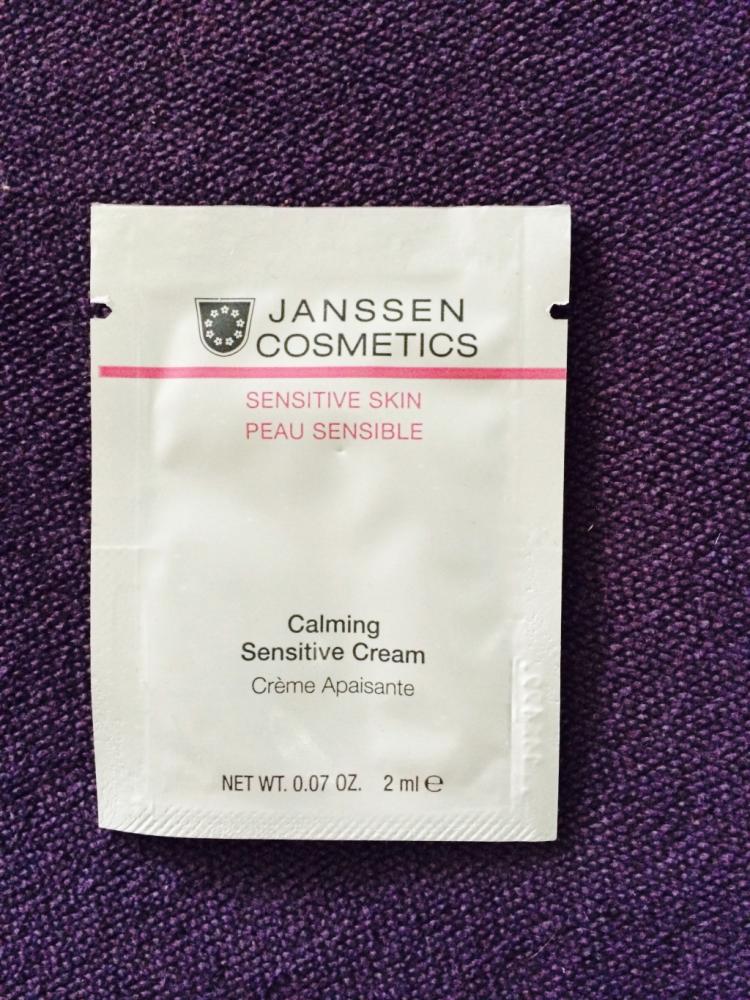 JANSSEN
COSMETICS
SENSITIVE SKIN
PEAU SENSIBLE
Calming
Sensitive Cream
Crème Apaisante
NET WT. 0.07 OZ. 2 ml ℮